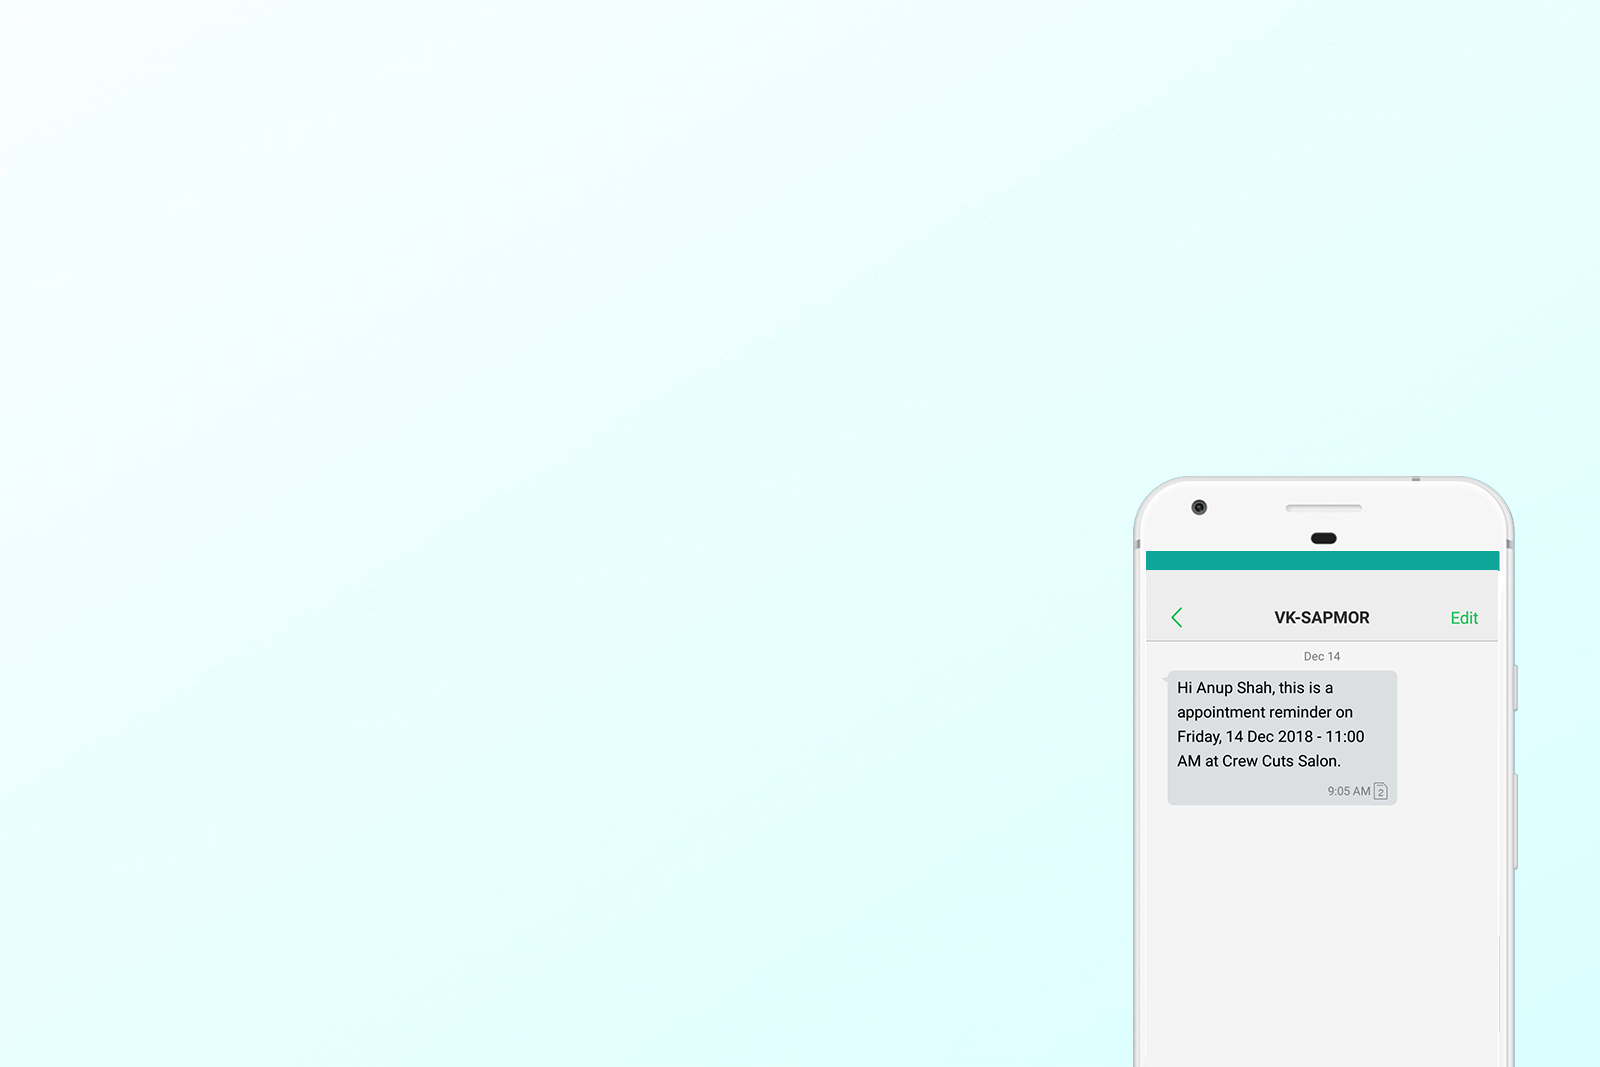 VK-SAPMOR Edit
Dec 14
Hi Anup Shah, this is a
appointment reminder on
Friday, 14 Dec 2018 - 11:00
AM at Crew Cuts Salon.
9:05 AM 2